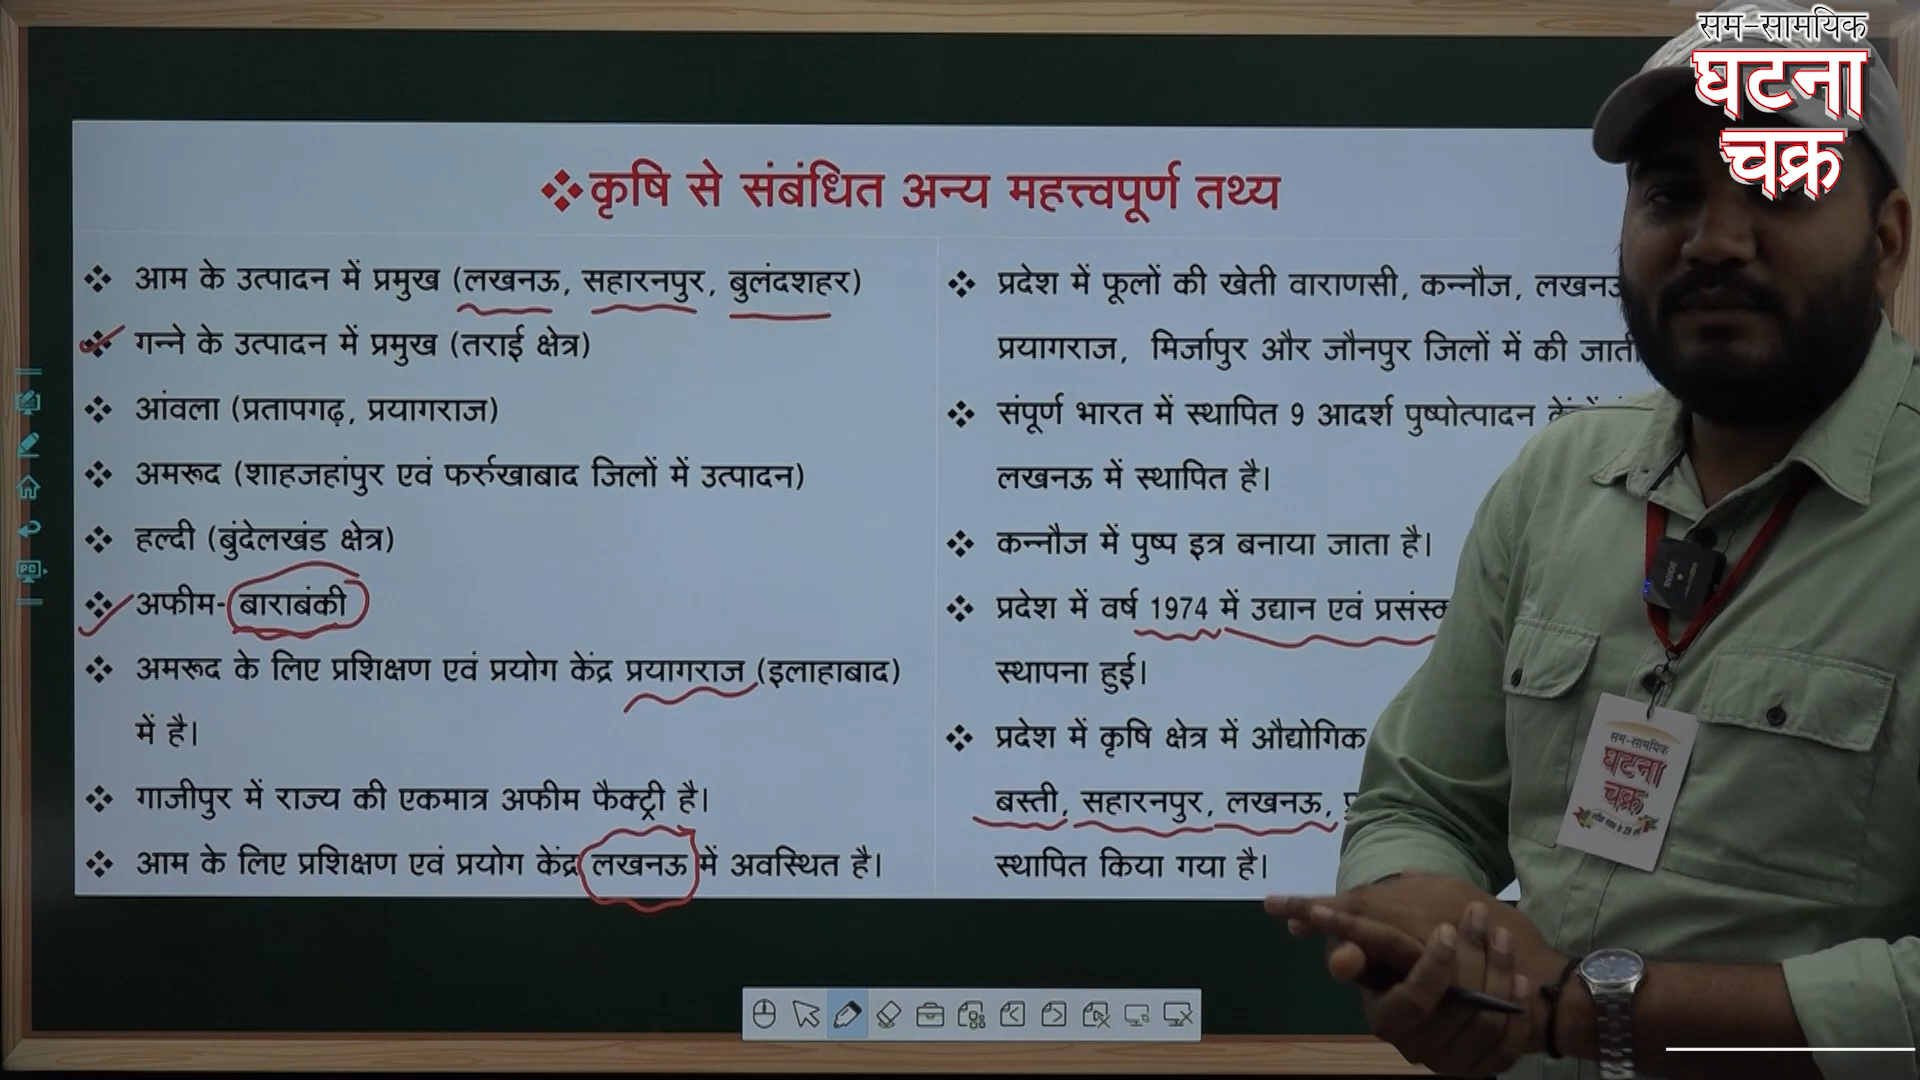 सम-सामयिक
घटना
चक्र
❖कृषि से संबंधित अन्य महत्त्वपूर्ण तथ्य
❖ आम के उत्पादन में प्रमुख (लखनऊ, सहारनपुर, बुलंदशहर)
❖ गन्ने के उत्पादन में प्रमुख (तराई क्षेत्र)
❖ आंवला (प्रतापगढ़, प्रयागराज)
❖ अमरूद (शाहजहांपुर एवं फर्रुखाबाद जिलों में उत्पादन)
❖ हल्दी (बुंदेलखंड क्षेत्र)
❖ अफीम- बाराबंकी
❖ अमरूद के लिए प्रशिक्षण एवं प्रयोग केंद्र प्रयागराज (इलाहाबाद)
में है।
❖ गाजीपुर में राज्य की एकमात्र अफीम फैक्ट्री है।
❖ आम के लिए प्रशिक्षण एवं प्रयोग केंद्र लखनऊ में अवस्थित है।
❖ प्रदेश में फूलों की खेती वाराणसी, कन्नौज,
प्रयागराज, मिर्जापुर और जौनपुर जिलों में की
❖ संपूर्ण भारत में स्थापित 9 आदर्श पुष्पोत्पादन
लखनऊ में स्थापित है।
❖ कन्नौज में पुष्प इत्र बनाया जाता है।
❖ प्रदेश में वर्ष 1974 में उद्यान एवं
स्थापना हुई।
❖ प्रदेश में कृषि क्षेत्र में औद्योगिक
बस्ती, सहारनपुर, लखनऊ,
स्थापित किया गया है।
सम-सामयिक
घटना
चक्र